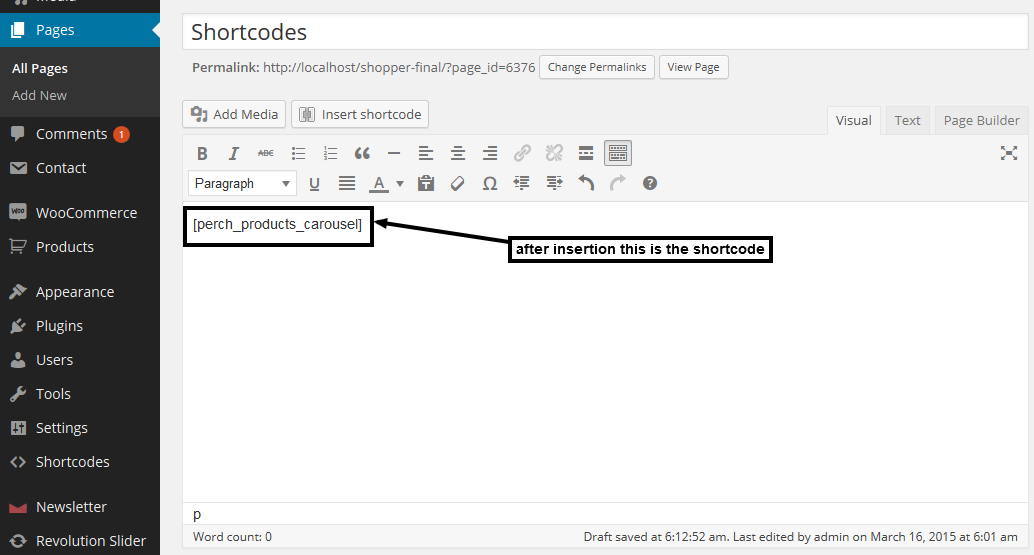 Media
Pages
All Pages
Add New
Comments 1
Contact
WOO
WooCommerce
Products
Appearance
Plugins
Users
Tools
Settings
Shortcodes
Newsletter
Revolution Slider
Shortcodes
Permalink: http://localhost/shopper-final/?page_id=6376 Change Permalinks View Page
Add Media Insert shortcode
Visual Text Page Builder
B I ABC
Paragraph U A T Ω ?
[perch_products_carousel]
after insertion this is the shortcode
p
Word count: 0 Draft saved at 6:12:52 am. Last edited by admin on March 16, 2015 at 6:01 am